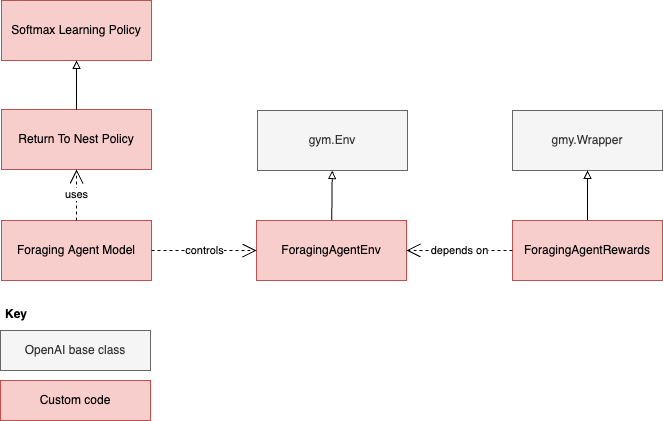 Softmax Learning Policy
Return To Nest Policy
gym.Env
gmy.Wrapper
uses
Foraging Agent Model
controls
ForagingAgentEnv
depends on
ForagingAgentRewards
Key
OpenAI base class
Custom code